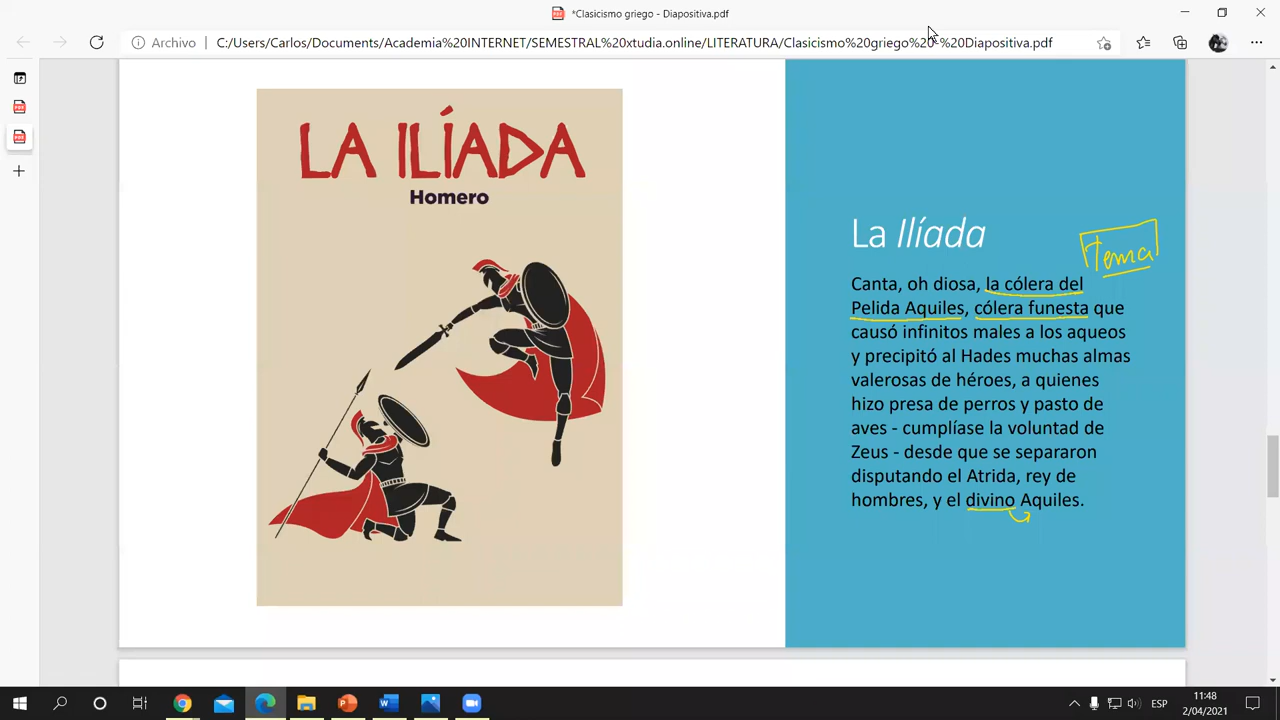 *Clasicismo griego - Diapositiva.pdf
Archivo
C:/Users/Carlos/Documents/Academia%20INTERNET/SEMESTRAL%20xtudia.online/LITERATURA/Clasicismo%20griego%20-%20Diapositiva.pdf
LA ILÍADA
Homero
La Ilíada
Tema
Canta, oh diosa, la cólera del
Pelida Aquiles, cólera funesta que
causó infinitos males a los aqueos
y precipitó al Hades muchas almas
valerosas de héroes, a quienes
hizo presa de perros y pasto de
aves - cumplíase la voluntad de
Zeus - desde que se separaron
disputando el Atrida, rey de
hombres, y el divino Aquiles.
ESP
11:48
2/04/2021